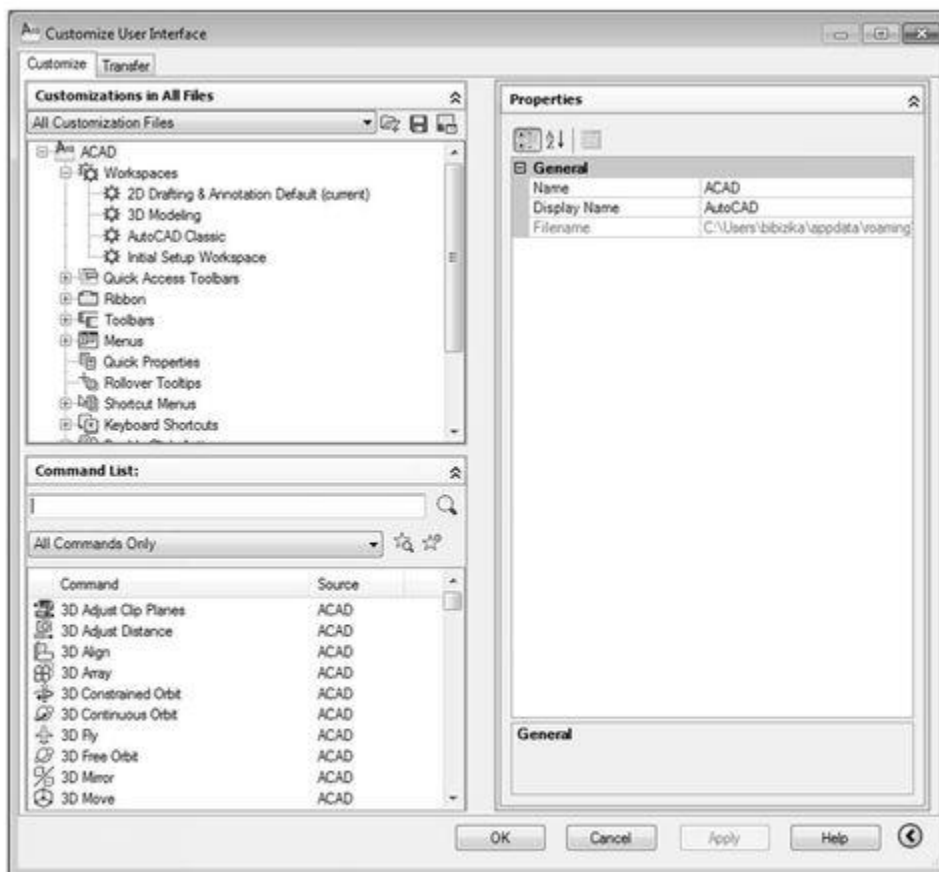 Customize User Interface
Customize Transfer
Customizations in All Files
All Customization Files
ACAD
Workspaces
2D Drafting & Annotation Default (current)
3D Modeling
AutoCAD Classic
Initial Setup Workspace
Quick Access Toolbars
Ribbon
Toolbars
Menus
Quick Properties
Rollover Tooltips
Shortcut Menus
Keyboard Shortcuts
Command List:
All Commands Only
Command Source
3D Adjust Clip Planes ACAD
3D Adjust Distance ACAD
3D Align ACAD
3D Array ACAD
3D Constrained Orbit ACAD
3D Continuous Orbit ACAD
3D Fly ACAD
3D Free Orbit ACAD
3D Mirror ACAD
3D Move ACAD
Properties
General
Name ACAD
Display Name AutoCAD
Filename C:\Users\bibizika\appdata\roaming
General
OK Cancel Apply Help